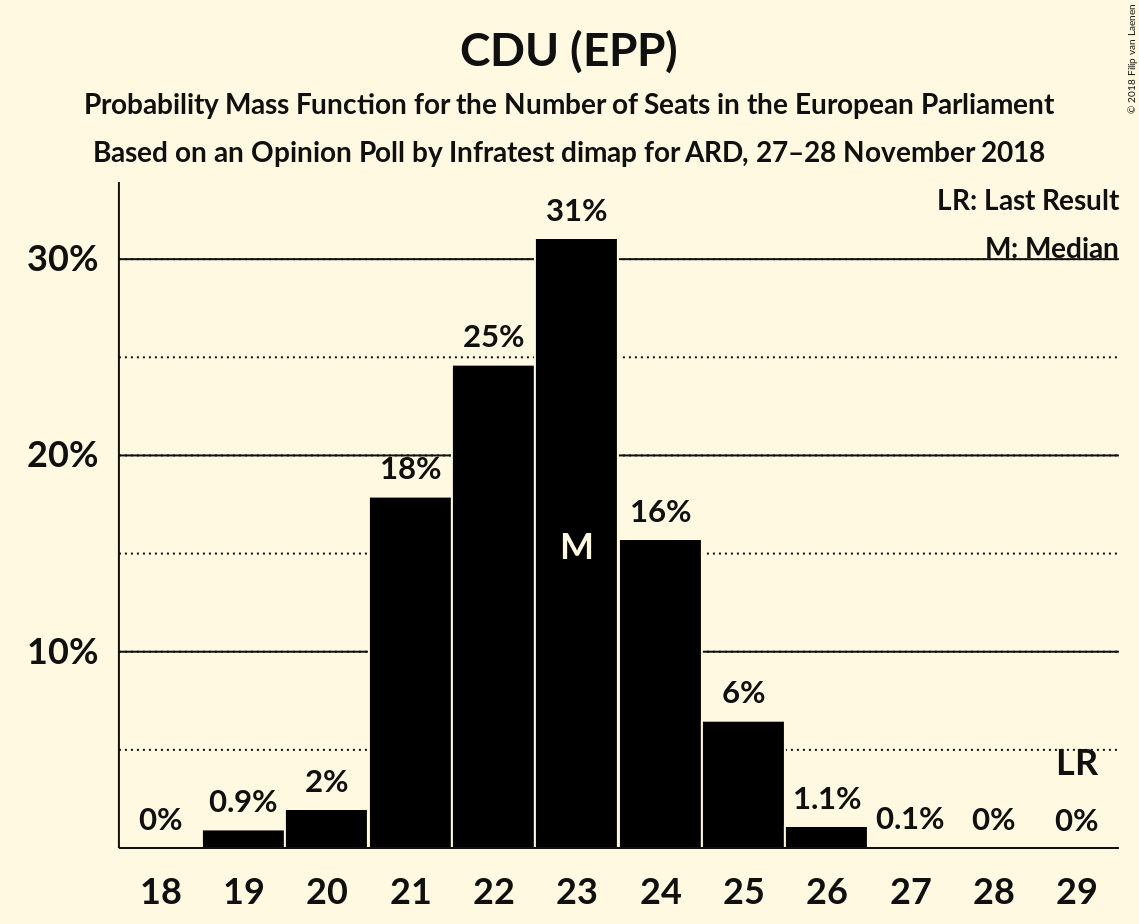 CDU (EPP)
Probability Mass Function for the Number of Seats in the European Parliament
Based on an Opinion Poll by Infratest dimap for ARD, 27–28 November 2018
© 2018 Filip van Laenen
LR: Last Result
M: Median
30%
20%
10%
0%
0.9%
2%
18%
25%
31%
M
16%
6%
1.1%
0.1%
0%
LR
0%
18 19 20 21 22 23 24 25 26 27 28 29